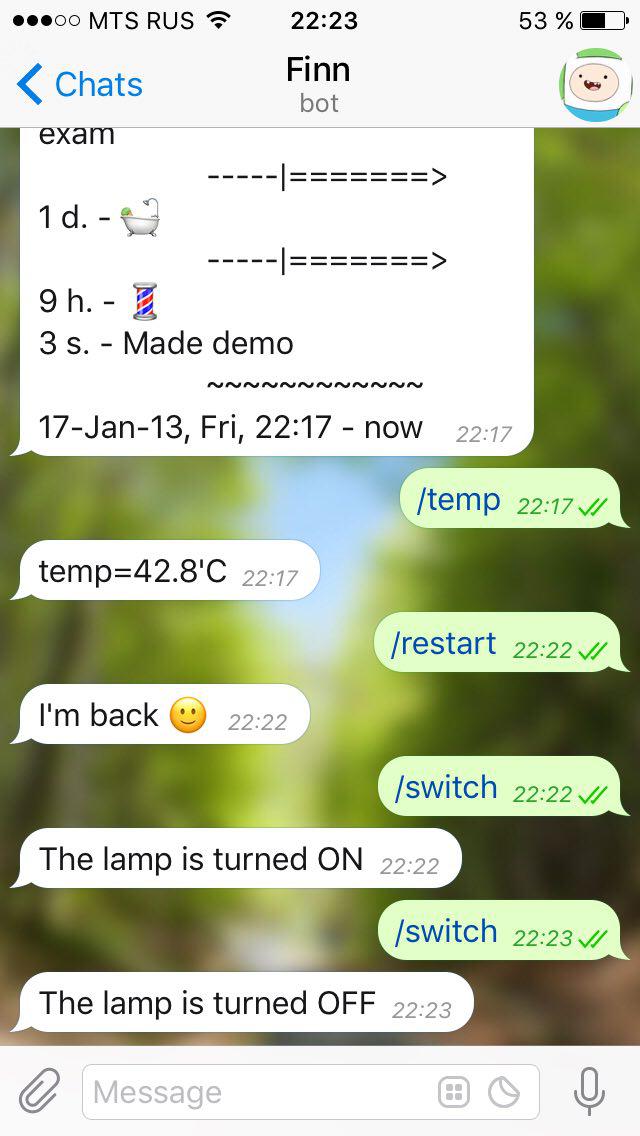 MTS RUS 22:23 53 %
Chats
Finn
bot
exam
-----|=======>
1 d. - 🛀
-----|=======>
9 h. - 💈
3 s. - Made demo
~~~~~~~~~~~~
17-Jan-13, Fri, 22:17 - now 22:17
/temp 22:17
temp=42.8'C 22:17
/restart 22:22
I'm back 🙂 22:22
/switch 22:22
The lamp is turned ON 22:22
/switch 22:23
The lamp is turned OFF 22:23
Message